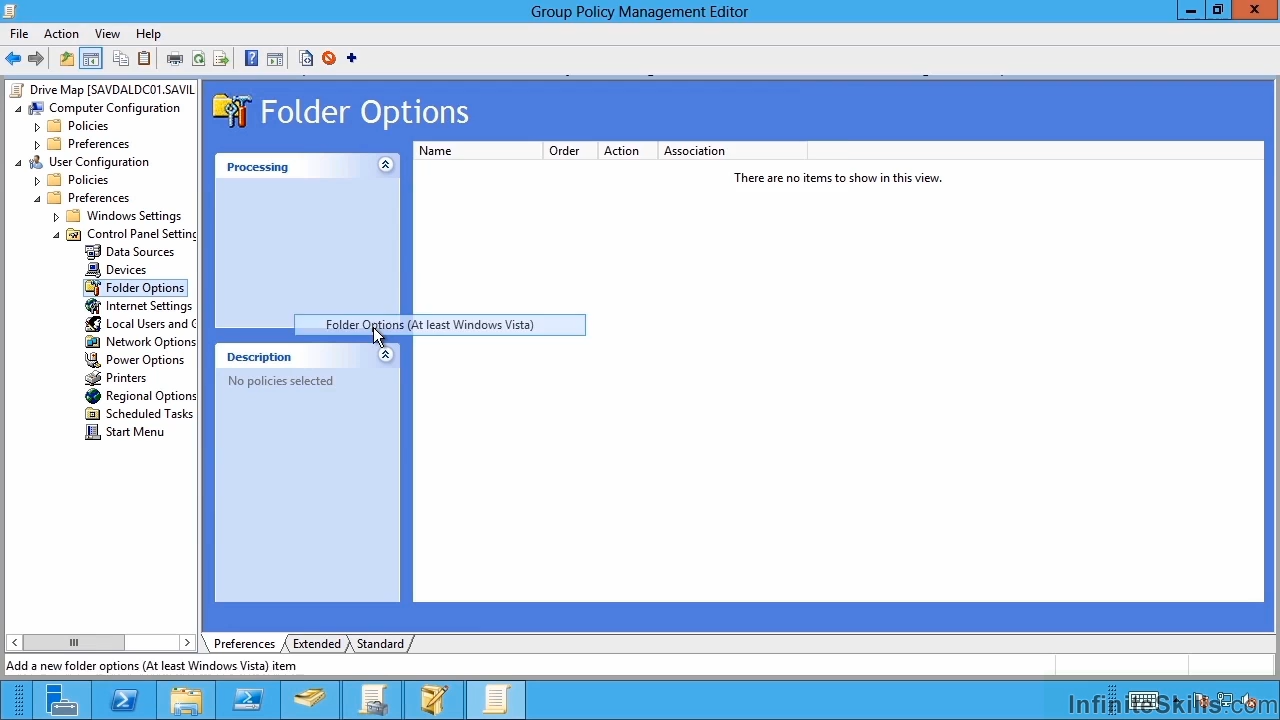 Group Policy Management Editor
File Action View Help
Drive Map [SAVDALDC01.SAVIL
Computer Configuration
Policies
Preferences
User Configuration
Policies
Preferences
Windows Settings
Control Panel Setting
Data Sources
Devices
Folder Options
Internet Settings
Local Users and G
Network Options
Power Options
Printers
Regional Options
Scheduled Tasks
Start Menu
Folder Options
Processing
Name Order Action Association
There are no items to show in this view.
Folder Options (At least Windows Vista)
Description
No policies selected
Preferences Extended Standard
Add a new folder options (At least Windows Vista) item
InfiniteSkills.com